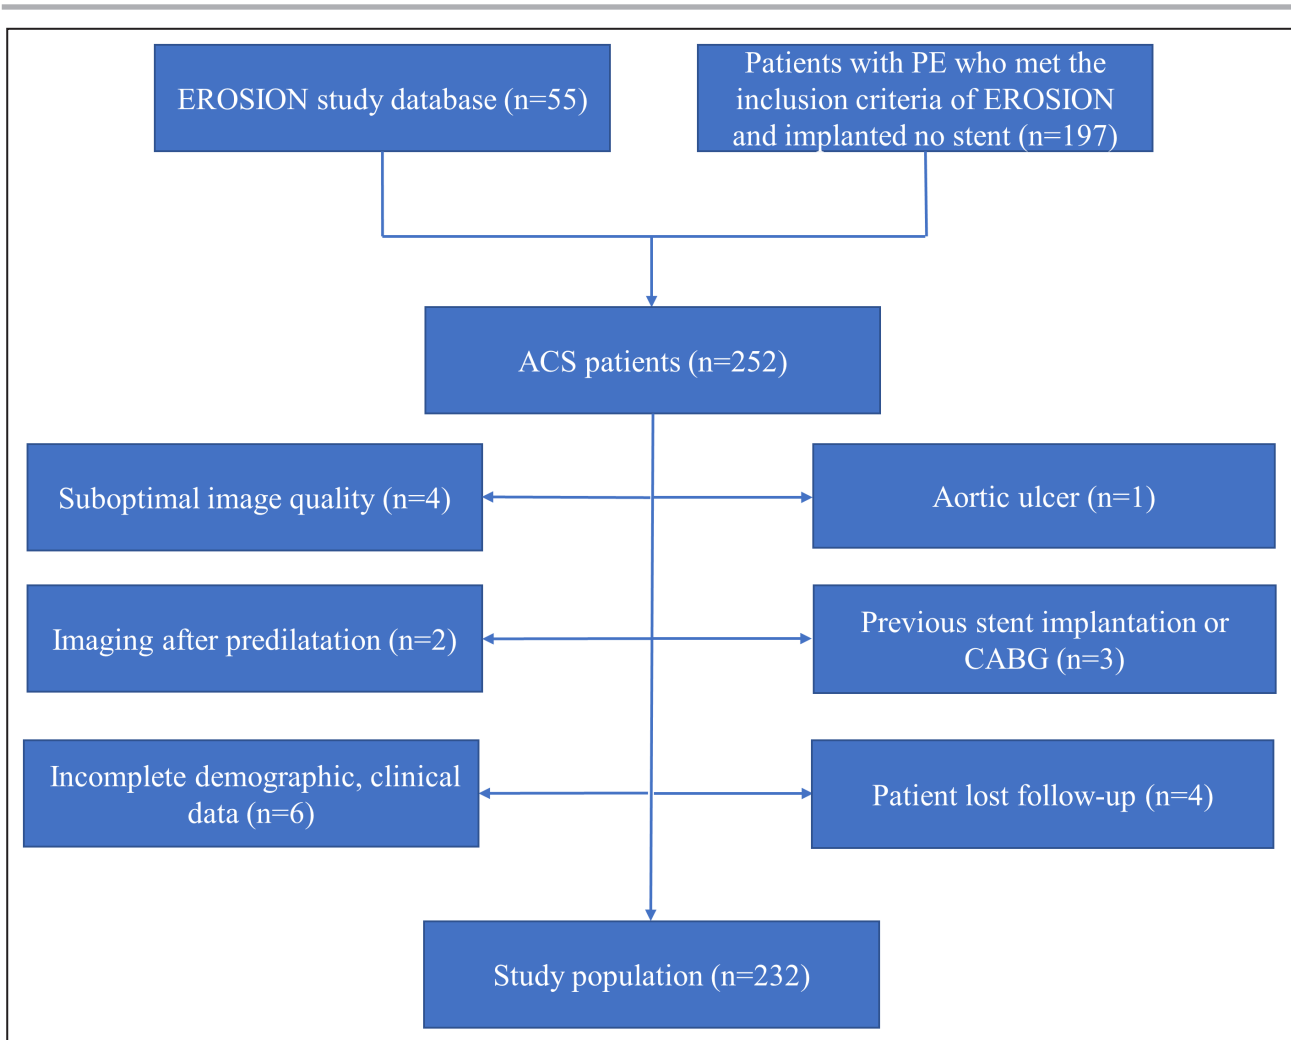 EROSION study database (n=55)
Patients with PE who met the
inclusion criteria of EROSION
and implanted no stent (n=197)
ACS patients (n=252)
Suboptimal image quality (n=4)
Aortic ulcer (n=1)
Imaging after predilatation (n=2)
Previous stent implantation or
CABG (n=3)
Incomplete demographic, clinical
data (n=6)
Patient lost follow-up (n=4)
Study population (n=232)